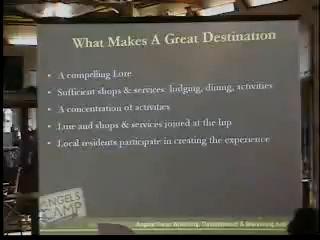 What Makes A Great Destination
• A compelling Lure
• Sufficient shops & services: lodging, dining, activities
• A concentration of activities
• Lure and shops & services joined at the hip
• Local residents participate in creating the experience
ANGELS
CAMP